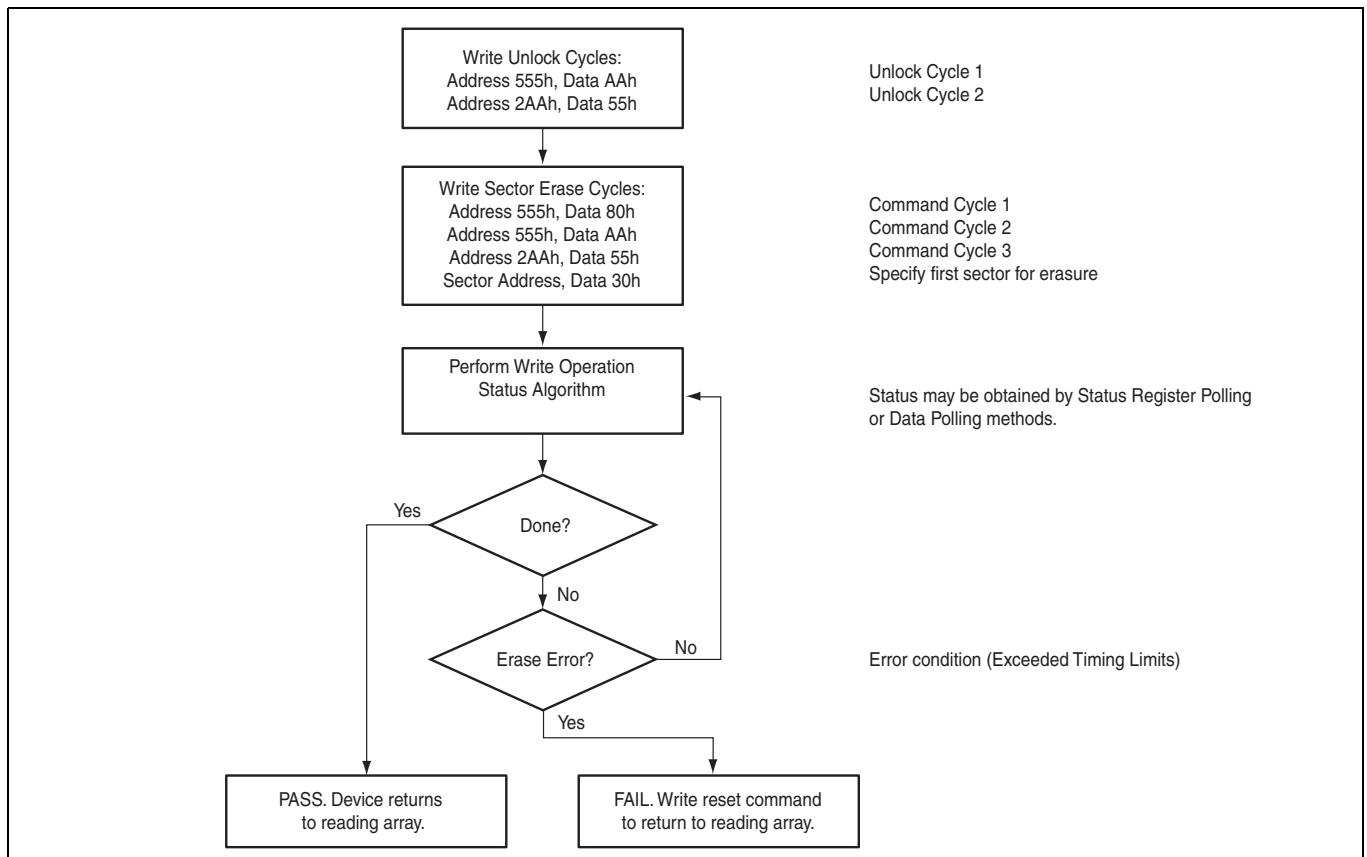 Write Unlock Cycles:
Address 555h, Data AAh
Address 2AAh, Data 55h
Unlock Cycle 1
Unlock Cycle 2
Write Sector Erase Cycles:
Address 555h, Data 80h
Address 555h, Data AAh
Address 2AAh, Data 55h
Sector Address, Data 30h
Command Cycle 1
Command Cycle 2
Command Cycle 3
Specify first sector for erasure
Perform Write Operation
Status Algorithm
Status may be obtained by Status Register Polling
or Data Polling methods.
Yes
Done?
No
Erase Error?
No
Error condition (Exceeded Timing Limits)
Yes
PASS. Device returns
to reading array.
FAIL. Write reset command
to return to reading array.